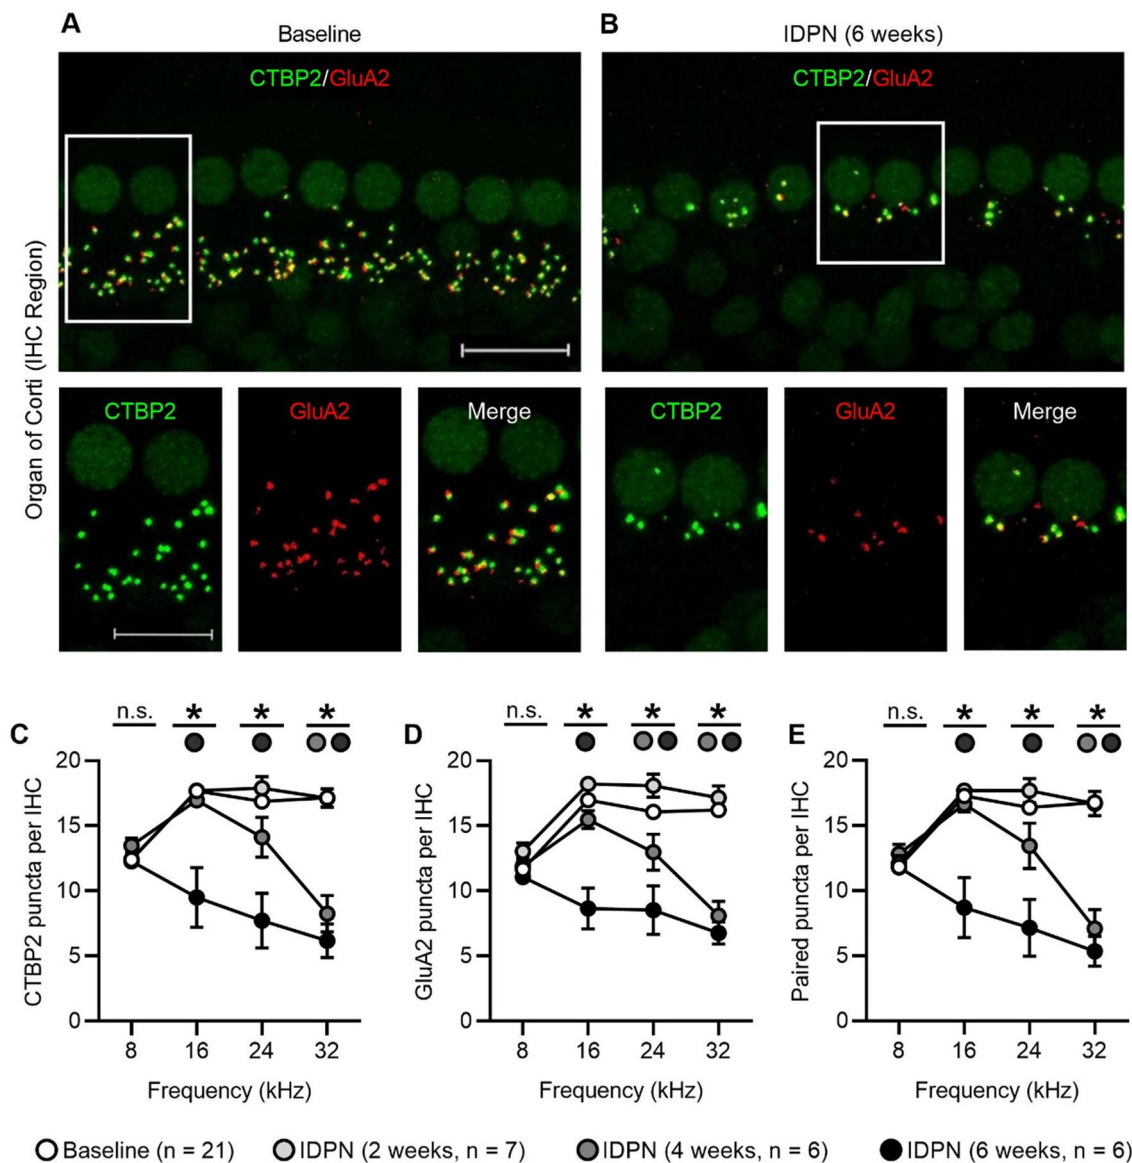 A
Baseline
CTBP2/GluA2
B
IDPN (6 weeks)
CTBP2/GluA2
Organ of Corti (IHC Region)
CTBP2
GluA2
Merge
CTBP2
GluA2
Merge
C
n.s. * * *
CTBP2 puncta per IHC
20
15
10
5
0
8 16 24 32
Frequency (kHz)
D
n.s. * * *
GluA2 puncta per IHC
20
15
10
5
0
8 16 24 32
Frequency (kHz)
E
n.s. * * *
Paired puncta per IHC
20
15
10
5
0
8 16 24 32
Frequency (kHz)
Baseline (n = 21) IDPN (2 weeks, n = 7) IDPN (4 weeks, n = 6) IDPN (6 weeks, n = 6)